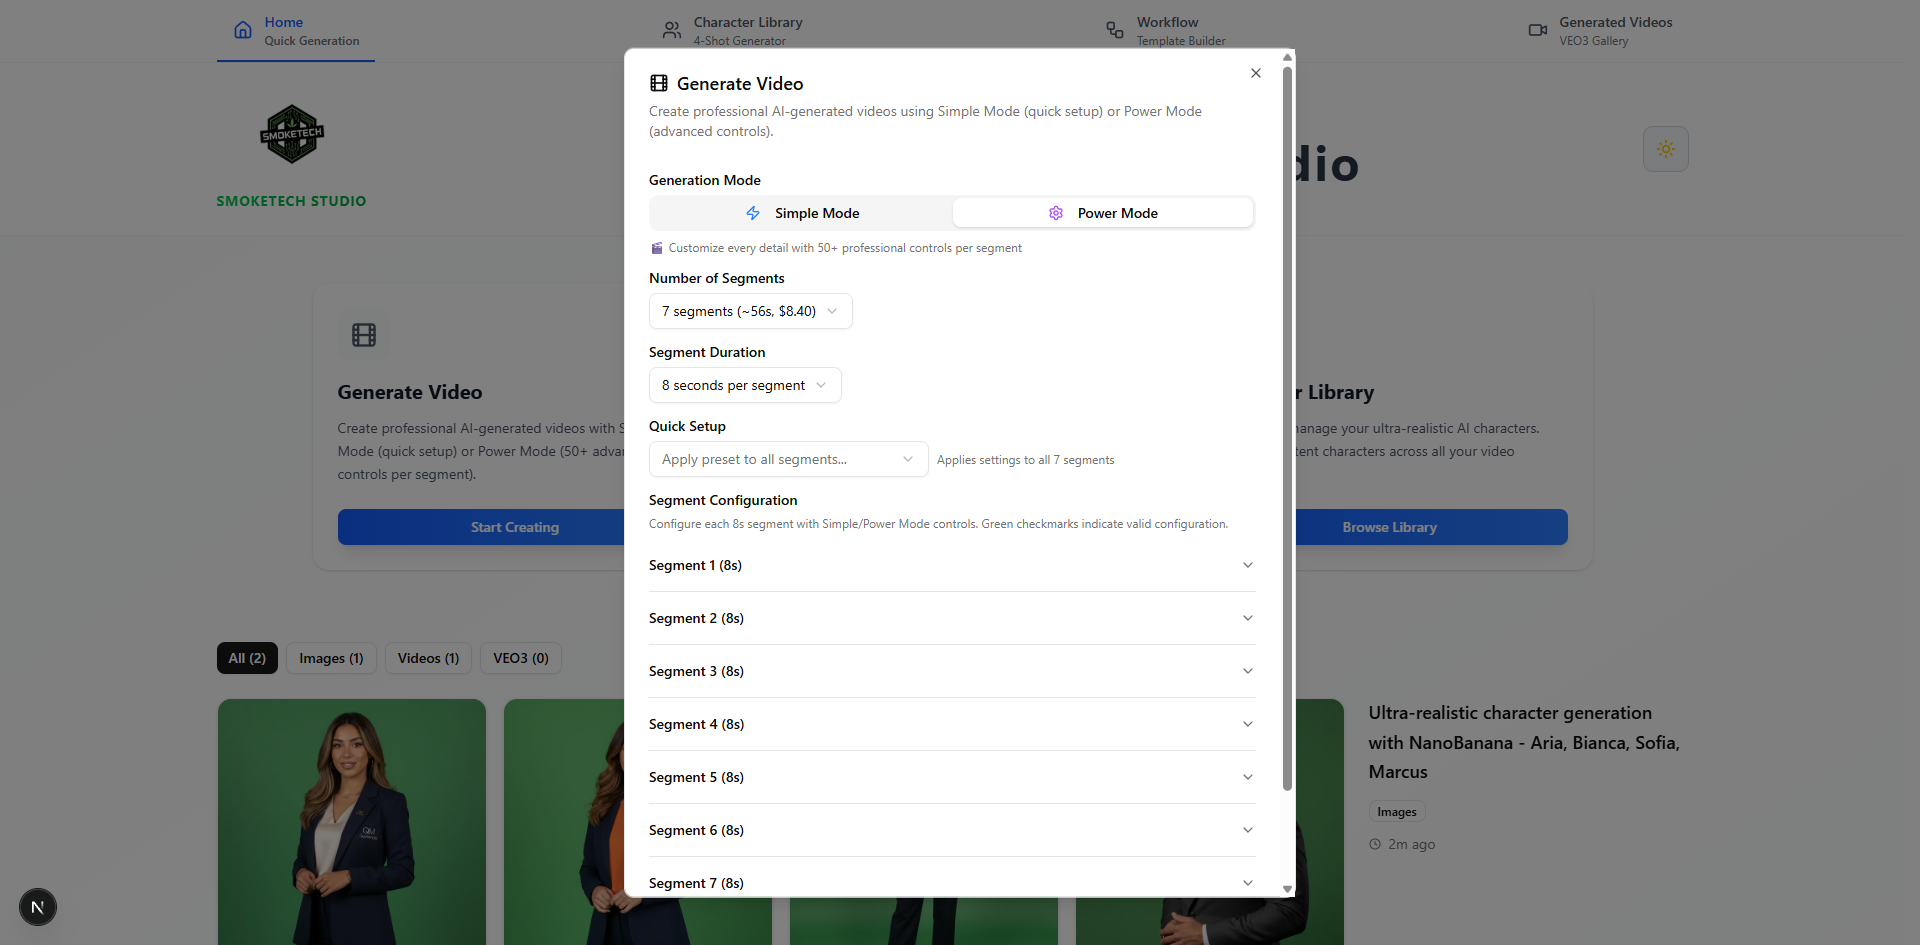 Home
Quick Generation
Character Library
4-Shot Generator
Workflow
Template Builder
Generated Videos
VEO3 Gallery
SMOKETECH
SMOKETECH STUDIO
dio
Generate Video
Create professional AI-generated videos using Simple Mode (quick setup) or Power Mode
(advanced controls).
Generation Mode
Simple Mode
Power Mode
Customize every detail with 50+ professional controls per segment
Number of Segments
7 segments (~56s, $8.40)
Segment Duration
8 seconds per segment
Quick Setup
Apply preset to all segments...
Applies settings to all 7 segments
Segment Configuration
Configure each 8s segment with Simple/Power Mode controls. Green checkmarks indicate valid configuration.
Segment 1 (8s)
Segment 2 (8s)
Segment 3 (8s)
Segment 4 (8s)
Segment 5 (8s)
Segment 6 (8s)
Segment 7 (8s)
Generate Video
Create professional AI-generated videos with S
Mode (quick setup) or Power Mode (50+ adva
controls per segment).
Start Creating
r Library
manage your ultra-realistic AI characters.
tent characters across all your video
Browse Library
All (2)
Images (1)
Videos (1)
VEO3 (0)
QM
Ultra-realistic character generation
with NanoBanana - Aria, Bianca, Sofia,
Marcus
Images
2m ago
N